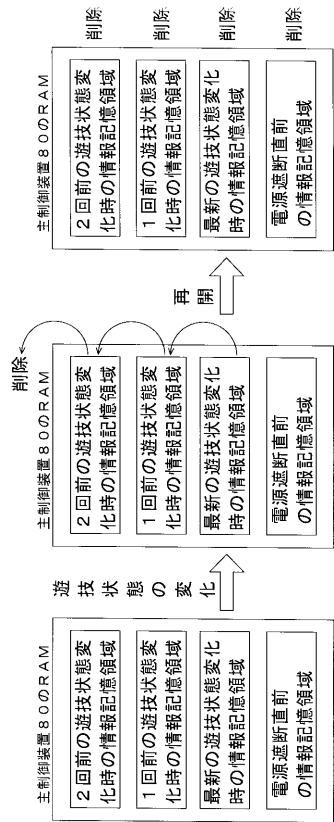 主制御装置80のRAM
2回前の遊技状態変
化時の情報記憶領域
1回前の遊技状態変
化時の情報記憶領域
最新の遊技状態変化
時の情報記憶領域
電源遮断直前
の情報記憶領域
遊技状態の変化
主制御装置80のRAM
削除
2回前の遊技状態変
化時の情報記憶領域
1回前の遊技状態変
化時の情報記憶領域
最新の遊技状態変化
時の情報記憶領域
電源遮断直前
の情報記憶領域
再開
主制御装置80のRAM
2回前の遊技状態変
化時の情報記憶領域
削除
1回前の遊技状態変
化時の情報記憶領域
削除
最新の遊技状態変化
時の情報記憶領域
削除
電源遮断直前
の情報記憶領域
削除